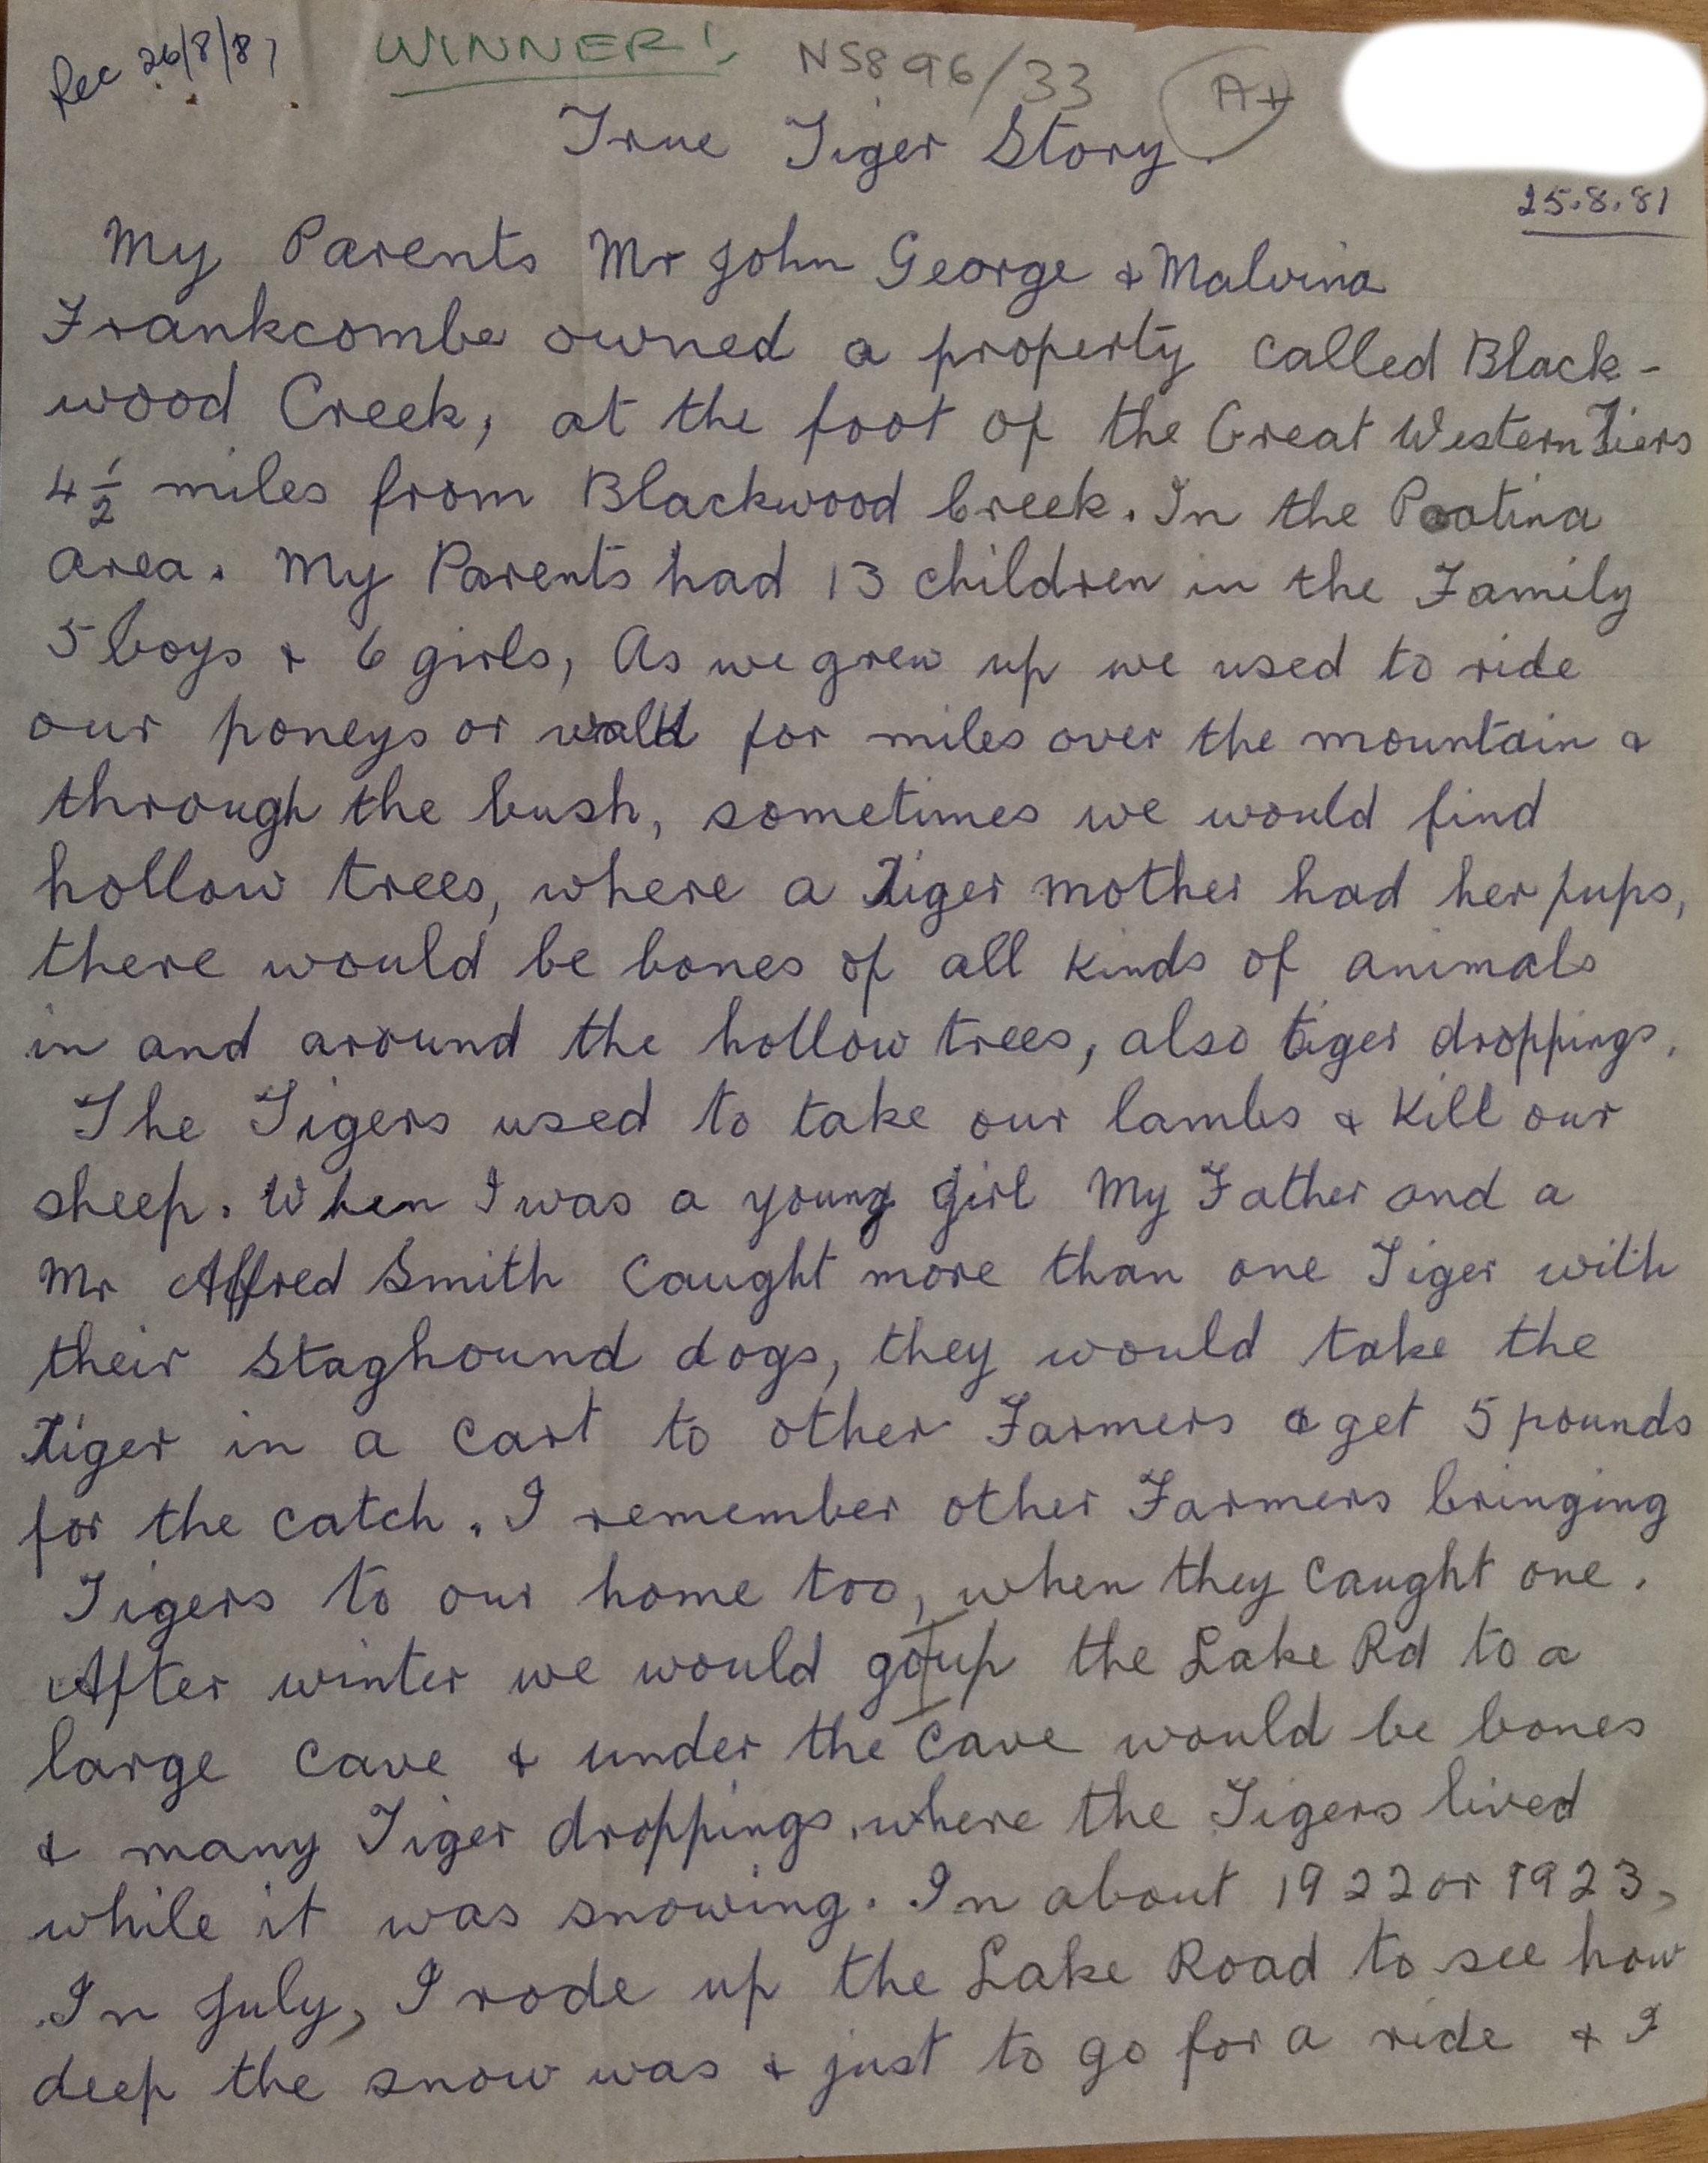 Rec 26/8/81
WINNER!
NS896/33
A+
True Tiger Story.
25.8.81
My Parents Mr John George & Malvina
Frankcombe owned a property called Black-
wood Creek, at the foot of the Great Western Tiers
4½ miles from Blackwood Creek. In the Poatina
area. My Parents had 13 children in the Family
5 boys & 6 girls, As we grew up we used to ride
our poneys or walk for miles over the mountain &
through the bush, sometimes we would find
hollow trees, where a Tiger mother had her pups,
there would be bones of all kinds of animals
in and around the hollow trees, also tiger droppings.
The Tigers used to take our lambs & kill our
sheep. When I was a young girl My Father and a
Mr Alfred Smith caught more than one Tiger with
their Staghound dogs, they would take the
Tiger in a cart to other Farmers & get 5 pounds
for the catch. I remember other Farmers bringing
Tigers to our home too, when they caught one.
After winter we would go up the Lake Rd to a
large cave & under the cave would be bones
& many Tiger droppings, where the Tigers lived
while it was snowing. In about 1922 or 1923,
In July, I rode up the Lake Road to see how
deep the snow was & just to go for a ride & I